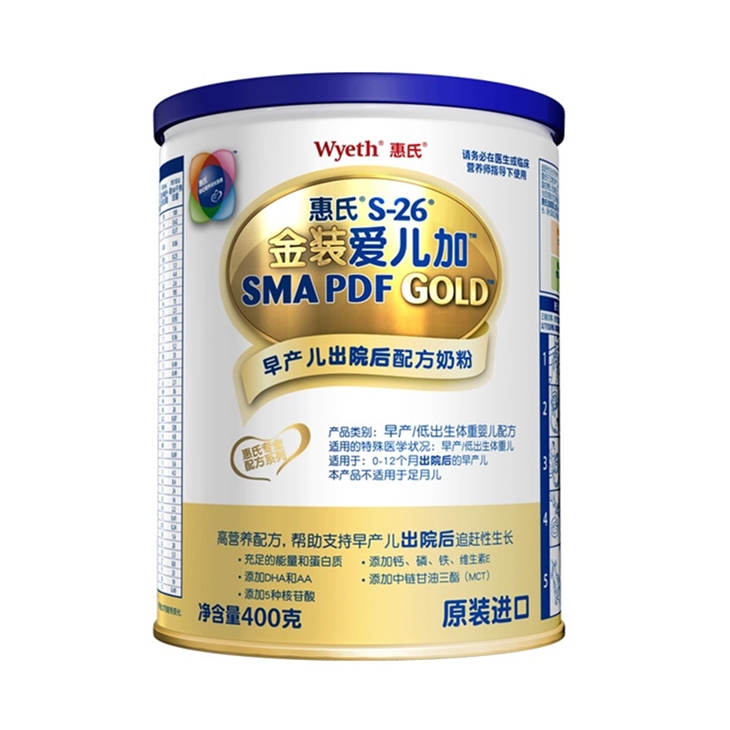 Wyeth® 惠氏®
请务必在医生或临床
营养师指导下使用
惠氏
惠氏® S-26®
金装爱儿加™
SMA PDF GOLD™
早产儿出院后配方奶粉
惠氏专业
配方系列
产品类别：早产/低出生体重婴儿配方
适用的特殊医学状况：早产/低出生体重儿
适用于：0-12个月出院后的早产儿
本产品不适用于足月儿
高营养配方，帮助支持早产儿出院后追赶性生长
·充足的能量和蛋白质
·添加钙、磷、铁、维生素E
·添加DHA和AA
·添加中链甘油三酯（MCT）
·添加5种核苷酸
净含量400克
原装进口
1
2
3
4
5